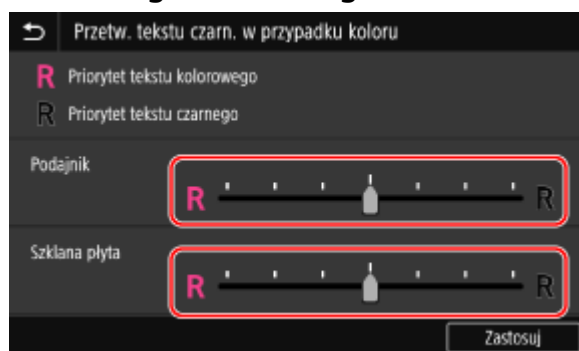 Przetw. tekstu czarn. w przypadku koloru
R Priorytet tekstu kolorowego
R Priorytet tekstu czarnego
Podajnik
R R
Szklana płyta
R R
Zastosuj